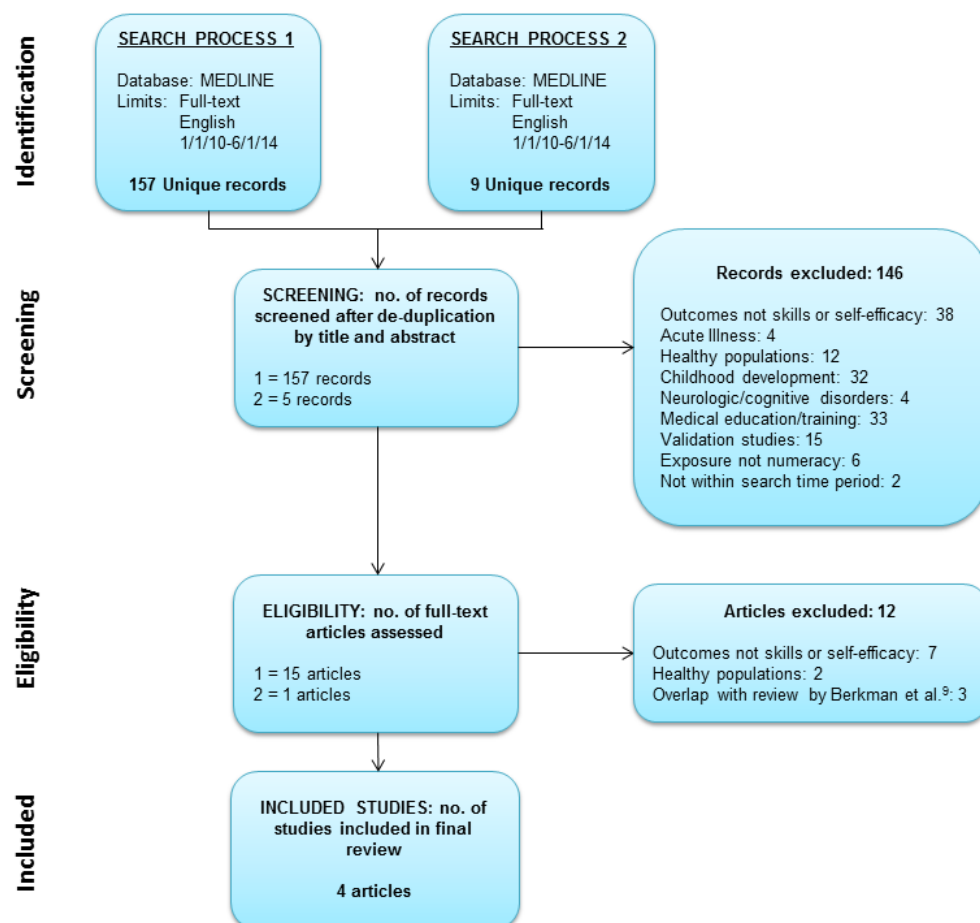 Identification
SEARCH PROCESS 1
Database: MEDLINE
Limits: Full-text
English
1/1/10-6/1/14
157 Unique records
SEARCH PROCESS 2
Database: MEDLINE
Limits: Full-text
English
1/1/10-6/1/14
9 Unique records
Screening
SCREENING: no. of records
screened after de-duplication
by title and abstract
1 = 157 records
2 = 5 records
Records excluded: 146
Outcomes not skills or self-efficacy: 38
Acute Illness: 4
Healthy populations: 12
Childhood development: 32
Neurologic/cognitive disorders: 4
Medical education/training: 33
Validation studies: 15
Exposure not numeracy: 6
Not within search time period: 2
Eligibility
ELIGIBILITY: no. of full-text
articles assessed
1 = 15 articles
2 = 1 articles
Articles excluded: 12
Outcomes not skills or self-efficacy: 7
Healthy populations: 2
Overlap with review by Berkman et al.⁹: 3
Included
INCLUDED STUDIES: no. of
studies included in final
review
4 articles